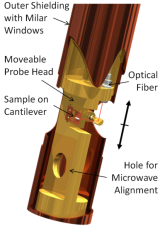 Outer Shielding
with Milar
Windows
Moveable
Probe Head
Optical
Fiber
Sample on
Cantilever
Hole for
Microwave
Alignment